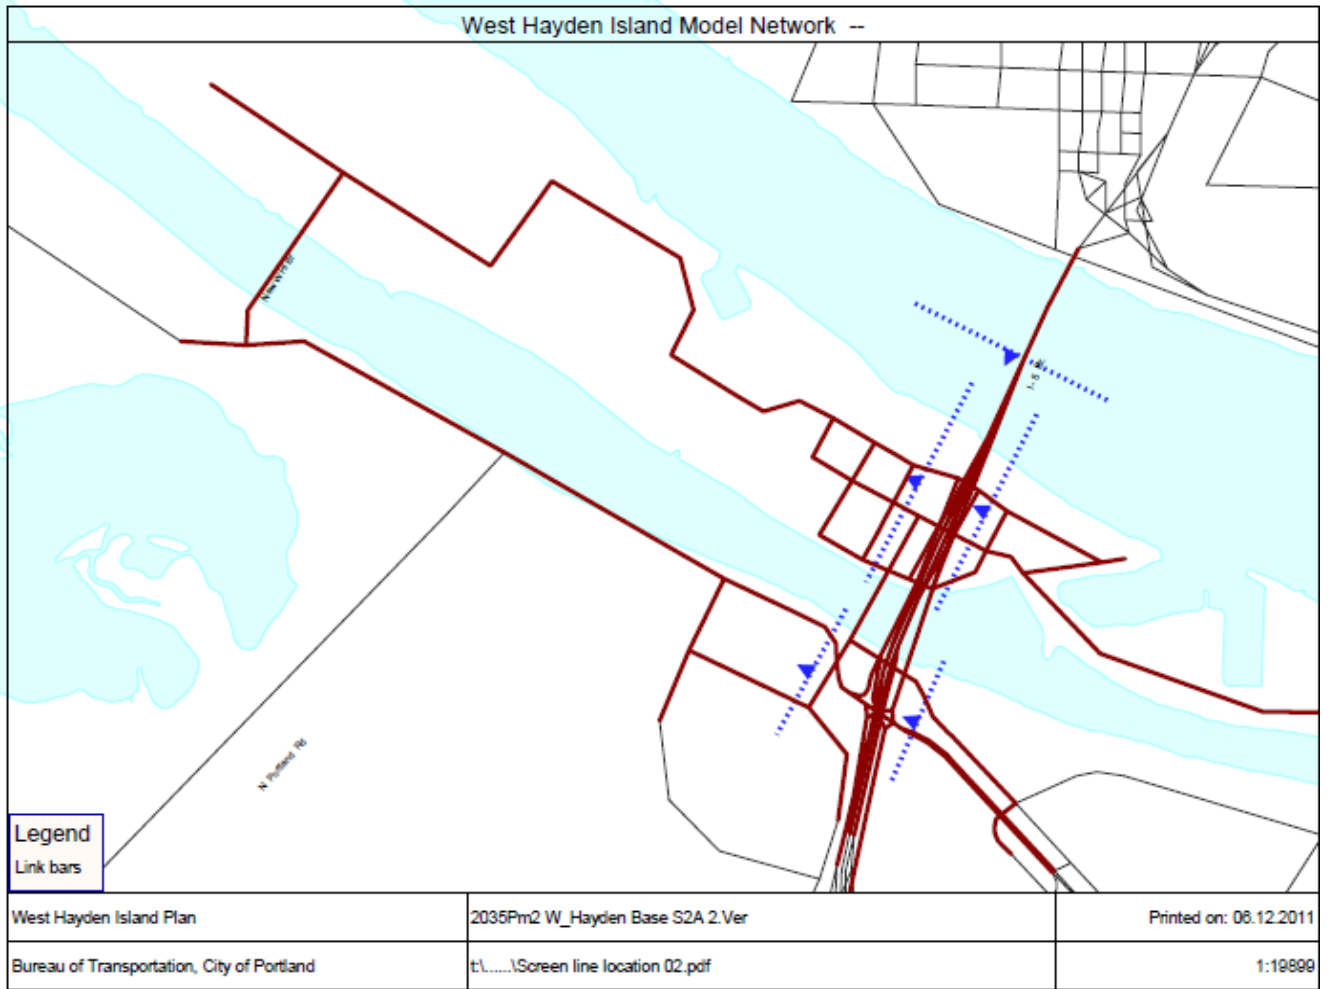 West Hayden Island Model Network --
I-5
N Portland Rd
Legend
Link bars
West Hayden Island Plan
2035Pm2 W_Hayden Base S2A 2.Ver
Printed on: 06.12.2011
Bureau of Transportation, City of Portland
t:\......\Screen line location 02.pdf
1:19899